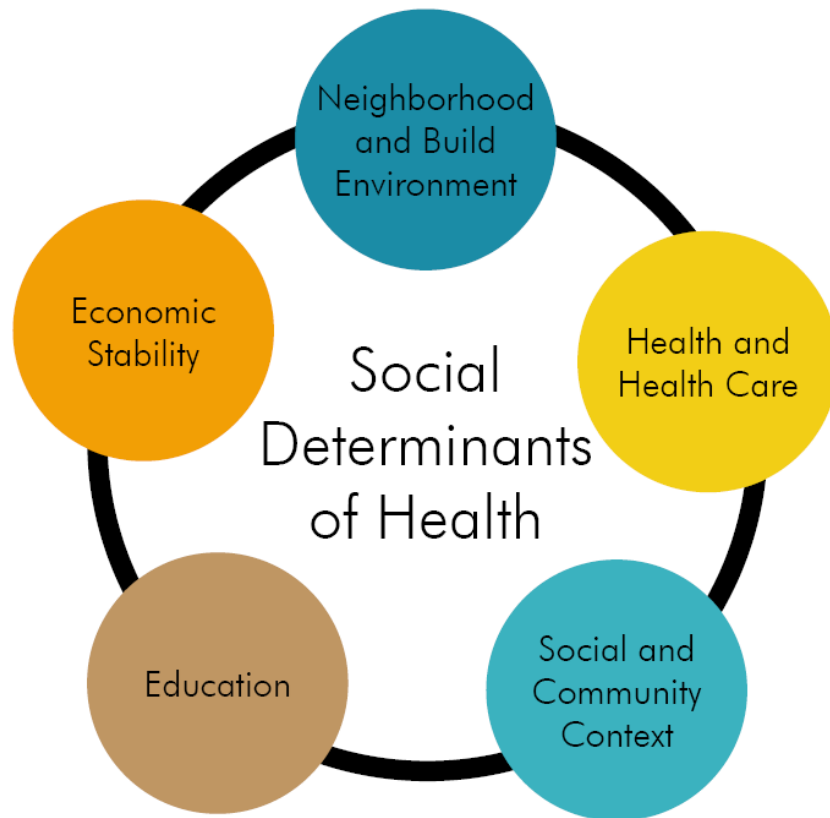 Neighborhood
and Build
Environment
Economic
Stability
Health and
Health Care
Social
Determinants
of Health
Education
Social and
Community
Context